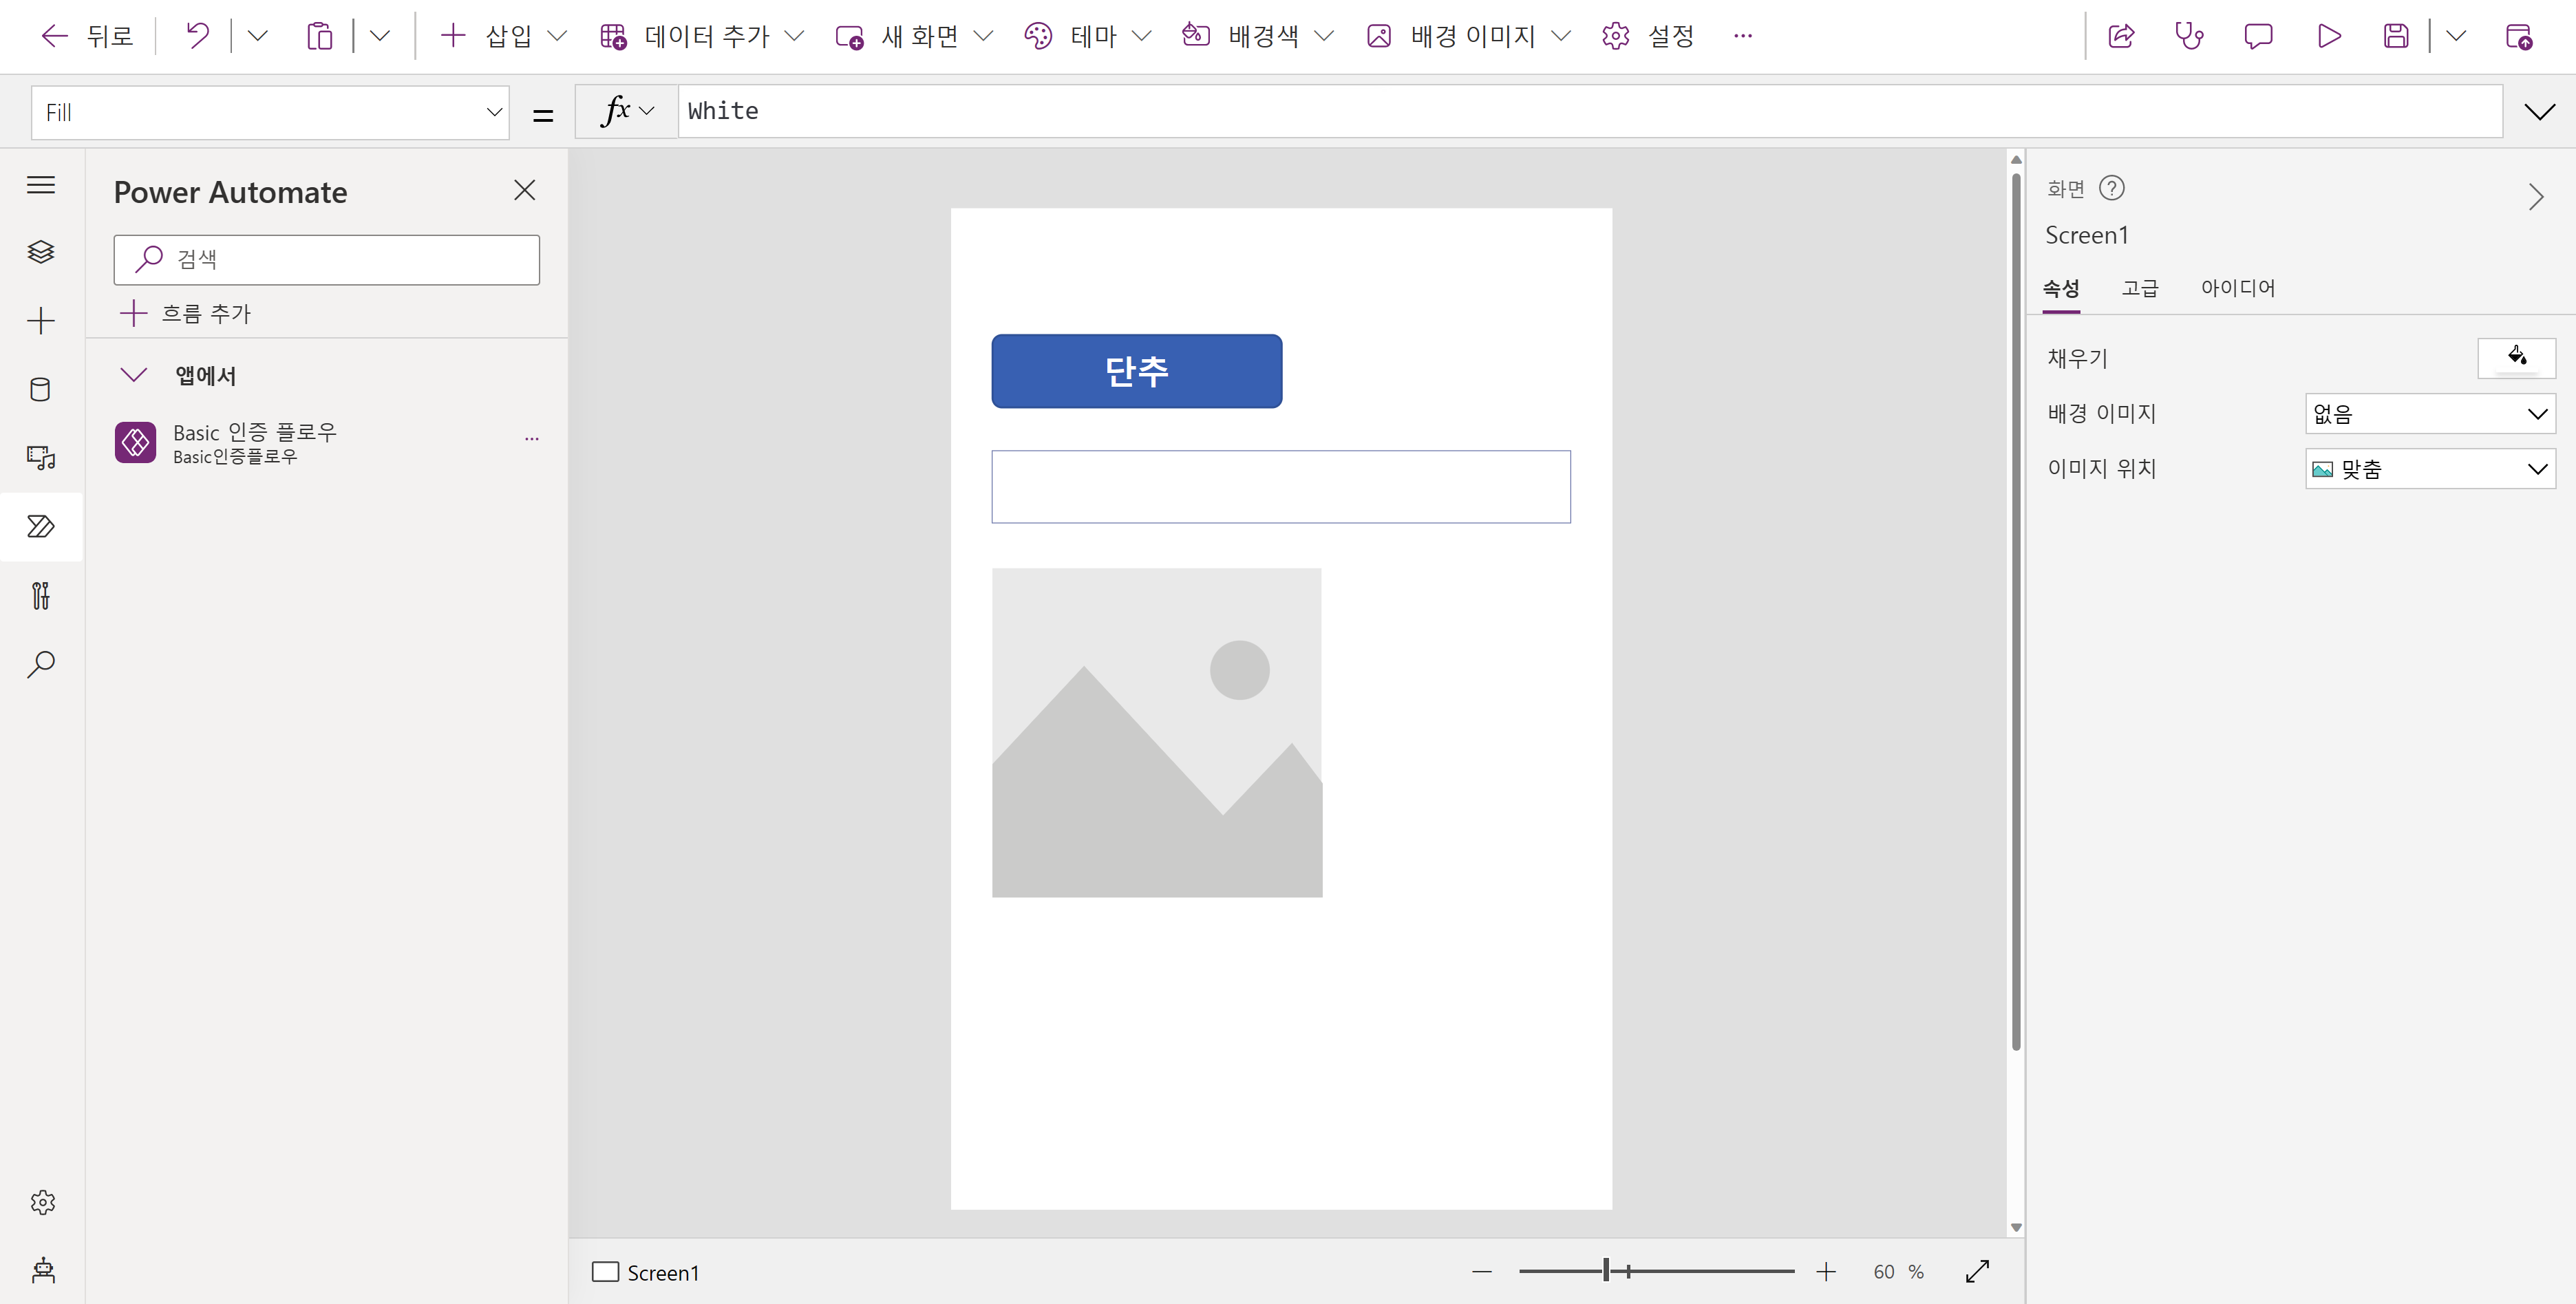 뒤로
삽입
데이터 추가
새 화면
테마
배경색
배경 이미지
설정
Fill
=
fx
White
Power Automate
검색
흐름 추가
앱에서
Basic 인증 플로우
Basic인증플로우
단추
화면
Screen1
속성 고급 아이디어
채우기
배경 이미지 없음
이미지 위치 맞춤
Screen1
60 %